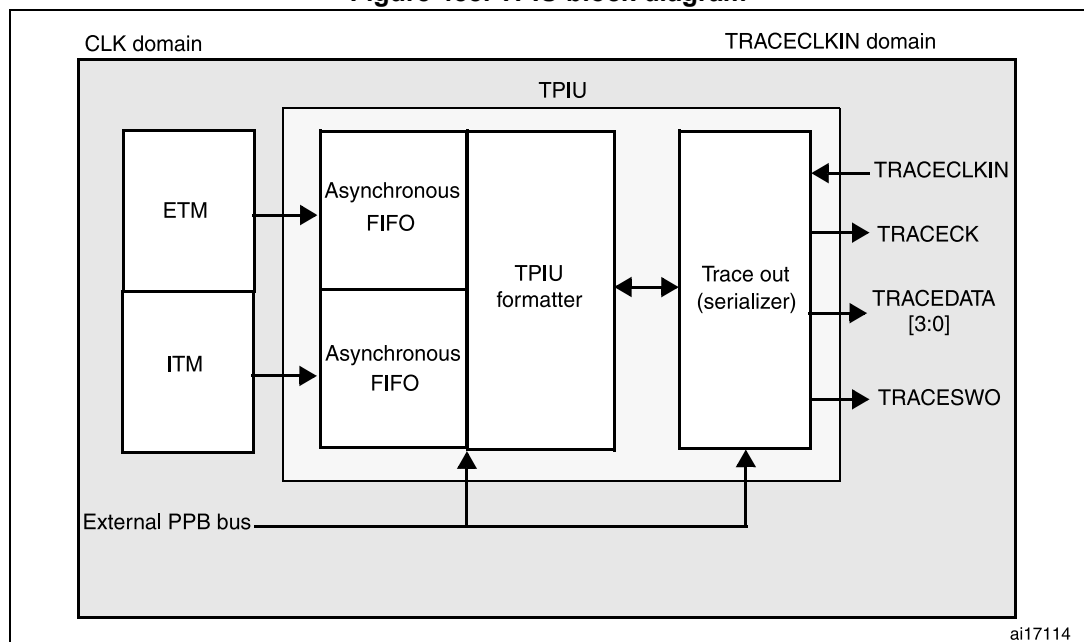 CLK domain
TRACECLKIN domain
TPIU
ETM
Asynchronous
FIFO
TPIU
formatter
Trace out
(serializer)
TRACECLKIN
TRACECK
TRACEDATA
[3:0]
TRACESWO
ITM
Asynchronous
FIFO
External PPB bus
ai17114